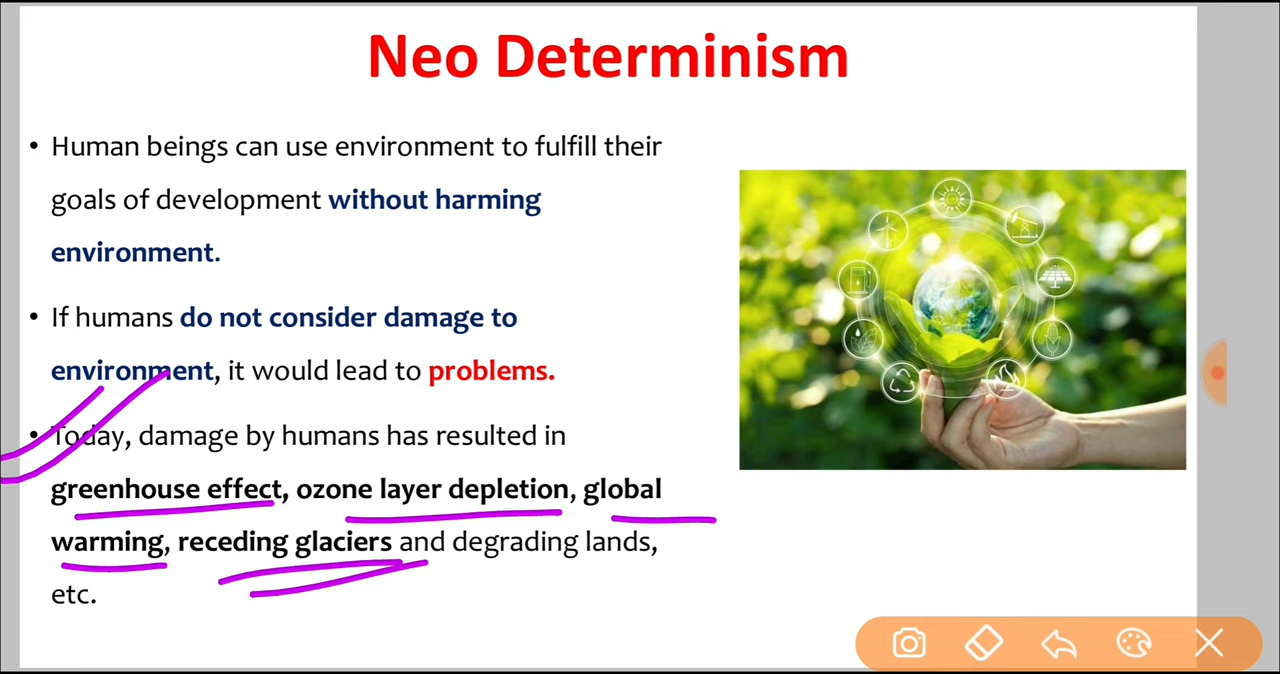 Neo Determinism
• Human beings can use environment to fulfill their
goals of development without harming
environment.
• If humans do not consider damage to
environment, it would lead to problems.
• Today, damage by humans has resulted in
greenhouse effect, ozone layer depletion, global
warming, receding glaciers and degrading lands,
etc.